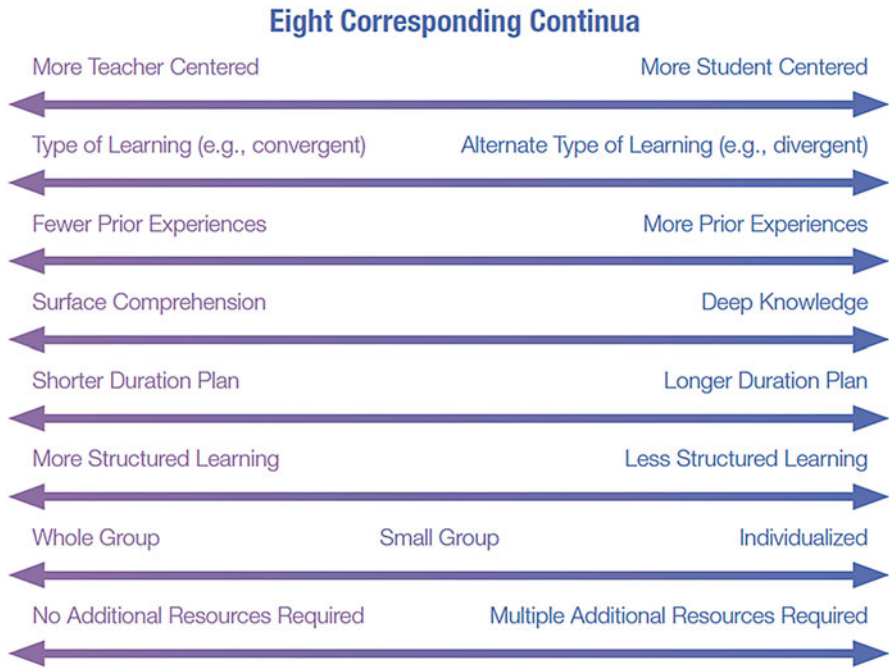 Eight Corresponding Continua
More Teacher Centered More Student Centered
Type of Learning (e.g., convergent) Alternate Type of Learning (e.g., divergent)
Fewer Prior Experiences More Prior Experiences
Surface Comprehension Deep Knowledge
Shorter Duration Plan Longer Duration Plan
More Structured Learning Less Structured Learning
Whole Group Small Group Individualized
No Additional Resources Required Multiple Additional Resources Required